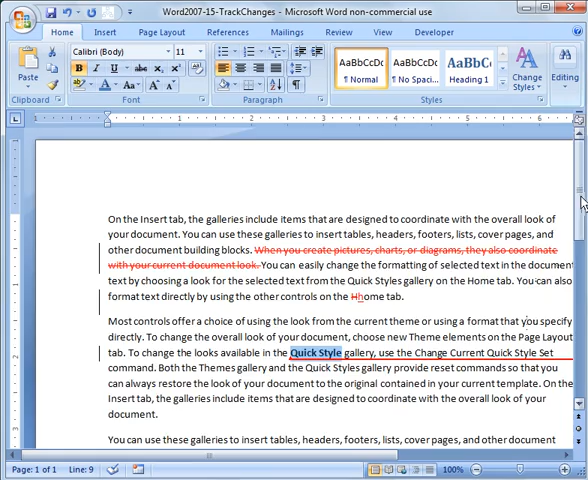 Word2007-15-TrackChanges - Microsoft Word non-commercial use
Home Insert Page Layout References Mailings Review View Developer
Calibri (Body) 11
AaBbCcDc AaBbCcDc AaBbCc
Paste B I U abc x₂ x² Aa ¶ Normal ¶ No Spaci... Heading 1 Change Styles Editing
Clipboard Font Paragraph Styles
1 2 3 4 5 6
On the Insert tab, the galleries include items that are designed to coordinate with the overall look of
your document. You can use these galleries to insert tables, headers, footers, lists, cover pages, and
other document building blocks. When you create pictures, charts, or diagrams, they also coordinate
with your current document look. You can easily change the formatting of selected text in the document
text by choosing a look for the selected text from the Quick Styles gallery on the Home tab. You can also
format text directly by using the other controls on the Hhome tab.
Most controls offer a choice of using the look from the current theme or using a format that you specify
directly. To change the overall look of your document, choose new Theme elements on the Page Layout
tab. To change the looks available in the Quick Style gallery, use the Change Current Quick Style Set
command. Both the Themes gallery and the Quick Styles gallery provide reset commands so that you
can always restore the look of your document to the original contained in your current template. On the
Insert tab, the galleries include items that are designed to coordinate with the overall look of your
document.
You can use these galleries to insert tables, headers, footers, lists, cover pages, and other document
Page: 1 of 1 Line: 9 100%